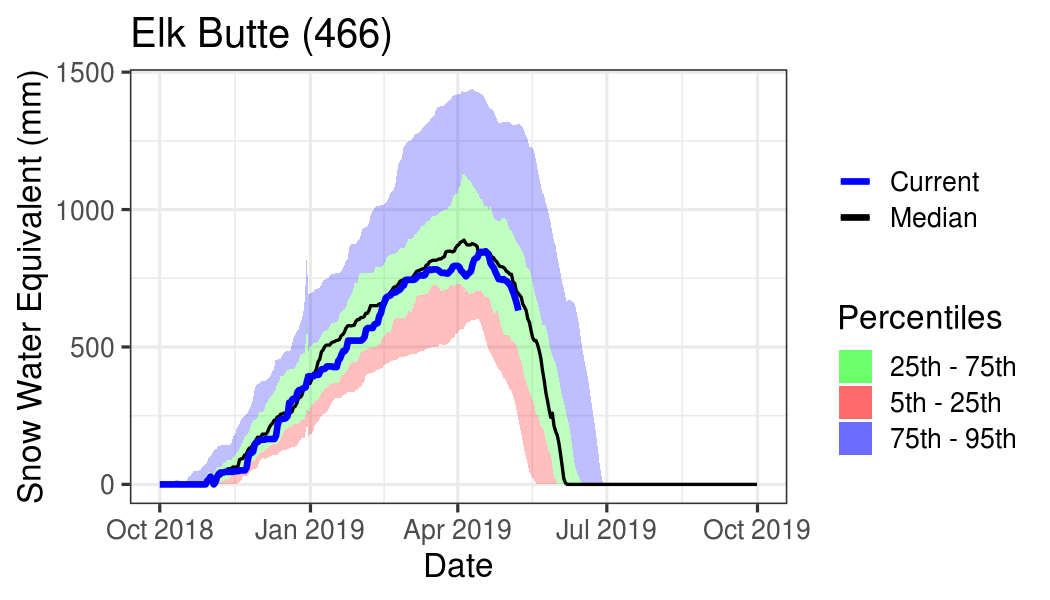 Elk Butte (466)
Snow Water Equivalent (mm)
1500
1000
500
0
Oct 2018
Jan 2019
Apr 2019
Jul 2019
Oct 2019
Date
Current
Median
Percentiles
25th - 75th
5th - 25th
75th - 95th